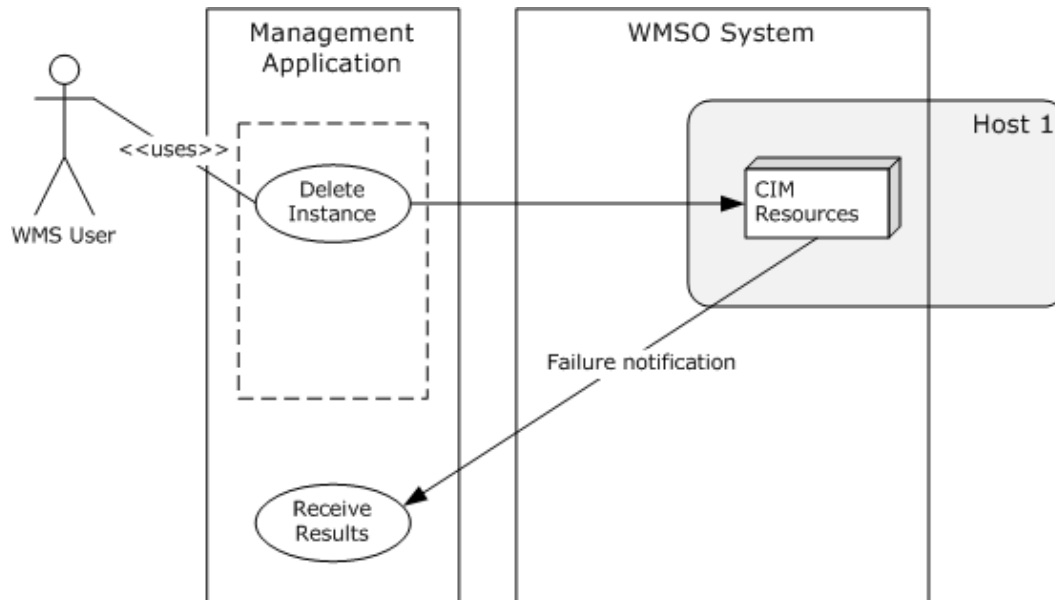 Management
Application
WMSO System
Host 1
<<uses>>
Delete
Instance
CIM
Resources
WMS User
Failure notification
Receive
Results